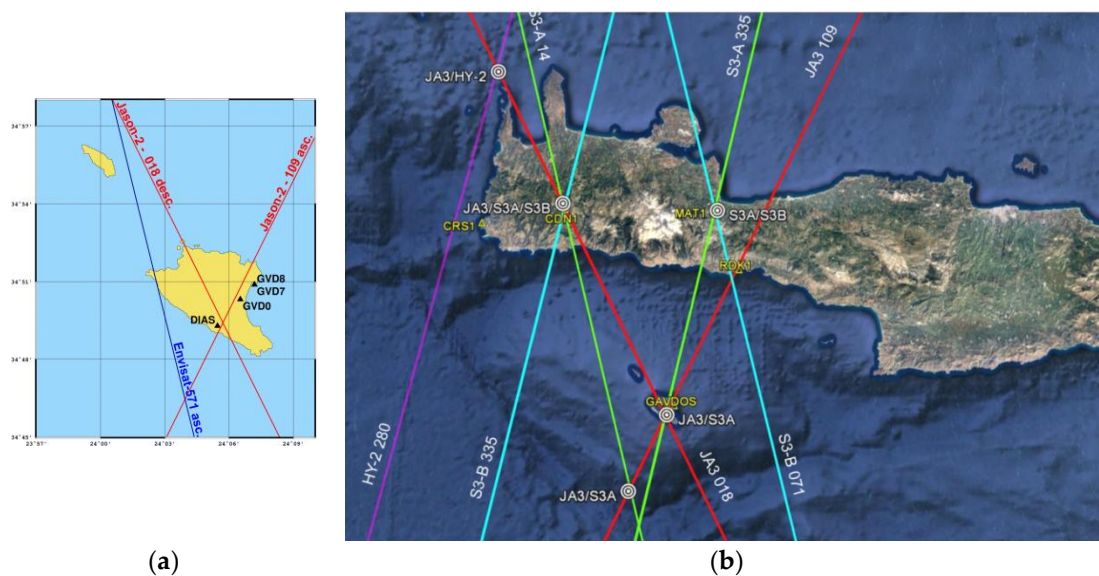 34°57'
34°54'
34°51'
34°48'
34°45'
23°57'
24°00'
24°03'
24°06'
24°09'
Jason-2 - 018 desc.
Jason-2 - 109 asc.
GVD8
GVD7
GVD0
DIAS
Envisat-571 asc.
(a)
S3-A 14
S3-A 335
JA3 109
JA3/HY-2
JA3/S3A/S3B
CDN1
CRS1
MAT1
S3A/S3B
RDK1
GAVDOS
JA3/S3A
HY-2 280
S3-B 335
JA3 018
S3-B 071
JA3/S3A
(b)